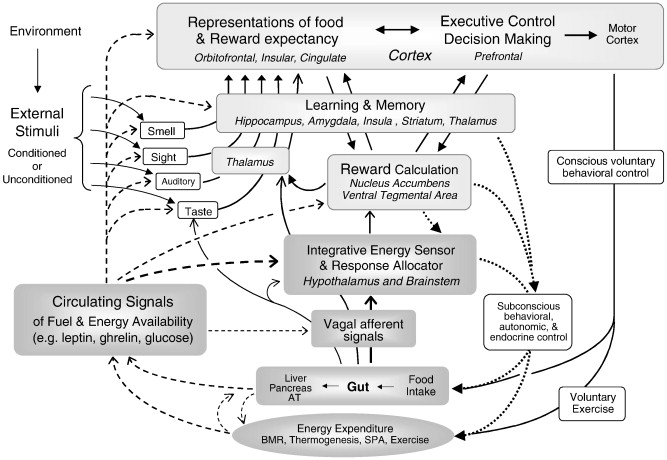 Environment
External
Stimuli
Conditioned
or
Unconditioned
Representations of food
& Reward expectancy
Orbitofrontal, Insular, Cingulate
Cortex
Executive Control
Decision Making
Prefrontal
Motor
Cortex
Learning & Memory
Hippocampus, Amygdala, Insula , Striatum, Thalamus
Smell
Sight
Auditory
Taste
Thalamus
Reward Calculation
Nucleus Accumbens
Ventral Tegmental Area
Conscious voluntary
behavioral control
Integrative Energy Sensor
& Response Allocator
Hypothalamus and Brainstem
Circulating Signals
of Fuel & Energy Availability
(e.g. leptin, ghrelin, glucose)
Vagal afferent
signals
Subconscious
behavioral,
autonomic, &
endocrine control
Liver
Pancreas
AT
Gut
Food
Intake
Voluntary
Exercise
Energy Expenditure
BMR, Thermogenesis, SPA, Exercise